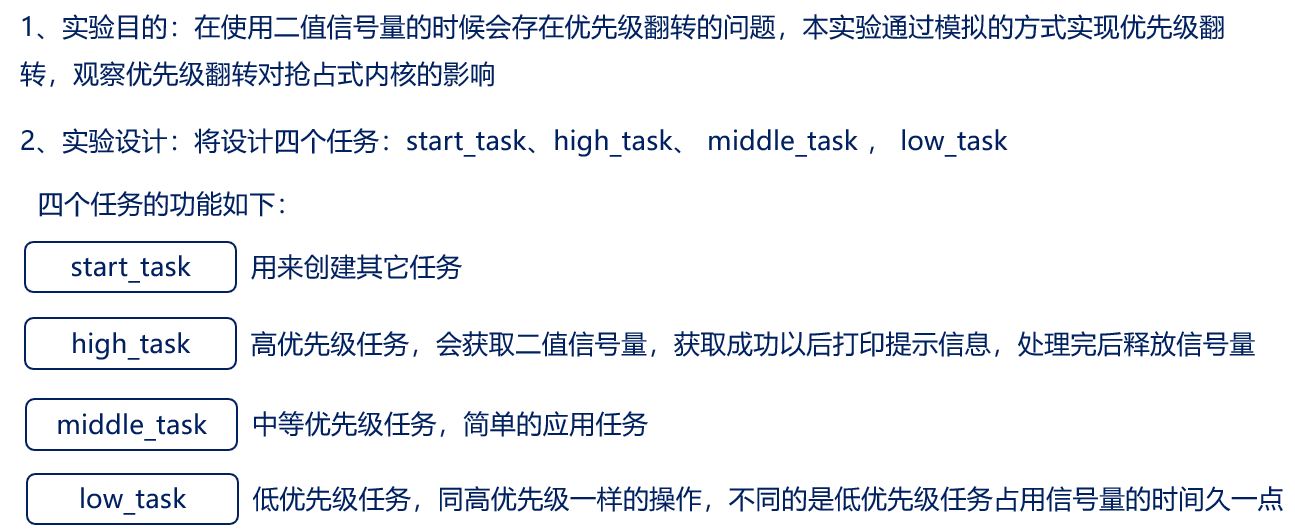 1、实验目的：在使用二值信号量的时候会存在优先级翻转的问题，本实验通过模拟的方式实现优先级翻
转，观察优先级翻转对抢占式内核的影响
2、实验设计：将设计四个任务：start_task、high_task、 middle_task ， low_task
四个任务的功能如下：
start_task 用来创建其它任务
high_task 高优先级任务，会获取二值信号量，获取成功以后打印提示信息，处理完后释放信号量
middle_task 中等优先级任务，简单的应用任务
low_task 低优先级任务，同高优先级一样的操作，不同的是低优先级任务占用信号量的时间久一点